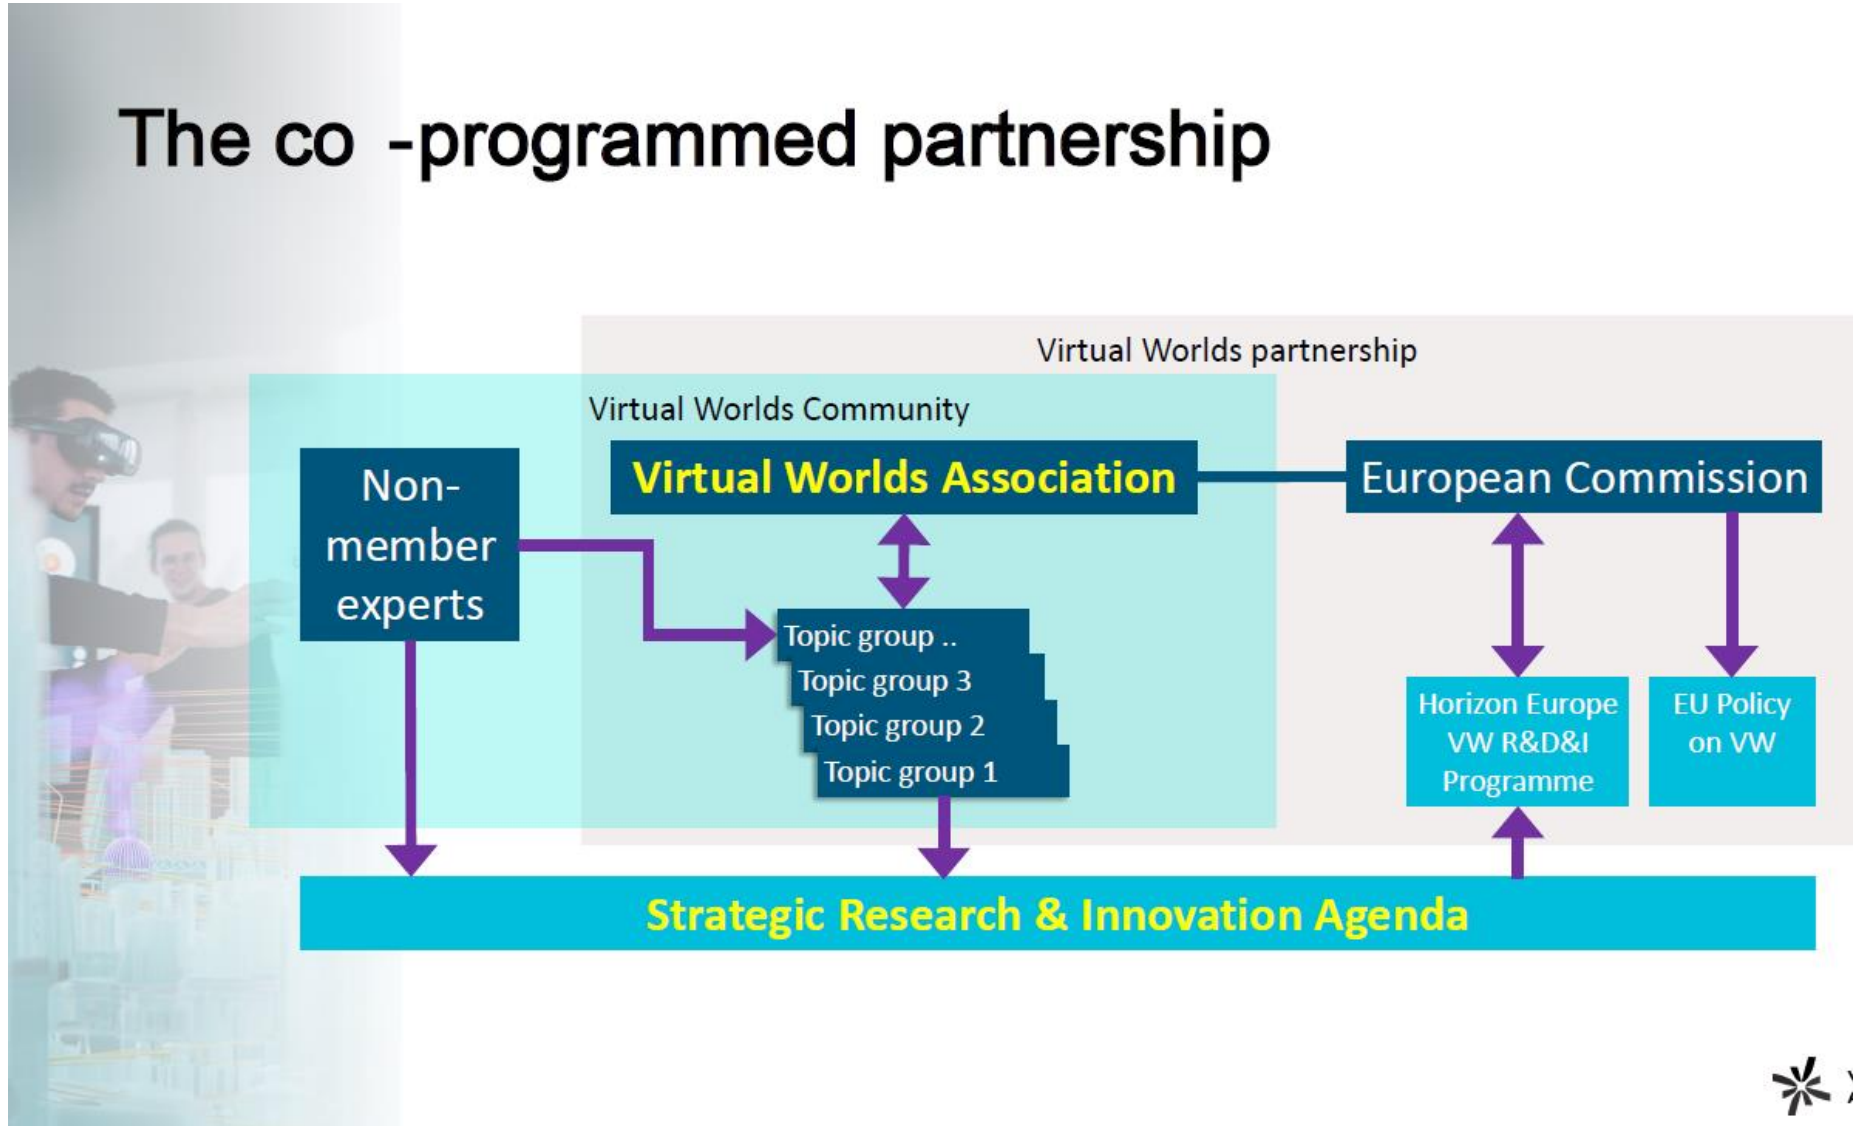 The co -programmed partnership
Virtual Worlds partnership
Virtual Worlds Community
Non-
member
experts
Virtual Worlds Association
European Commission
Topic group ..
Topic group 3
Topic group 2
Topic group 1
Horizon Europe
VW R&D&I
Programme
EU Policy
on VW
Strategic Research & Innovation Agenda